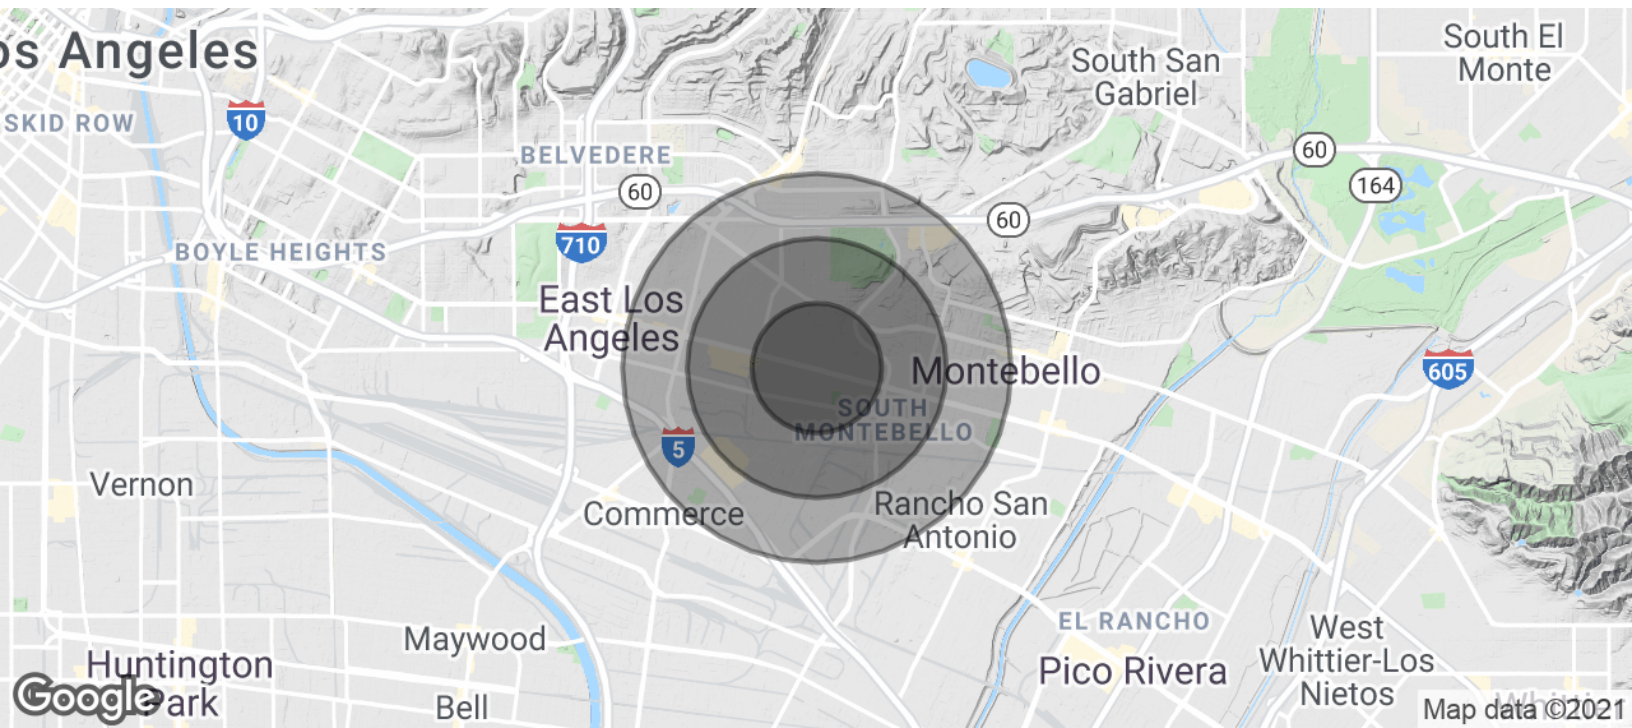 os Angeles
South El
Monte
South San
Gabriel
10
SKID ROW
60
BELVEDERE
164
60
60
710
BOYLE HEIGHTS
East Los
Angeles
Montebello
605
SOUTH
MONTEBELLO
5
Vernon
Commerce
Rancho San
Antonio
EL RANCHO
Maywood
West
Whittier-Los
Nietos
Huntington
Park
Pico Rivera
Bell
Google
Map data ©2021